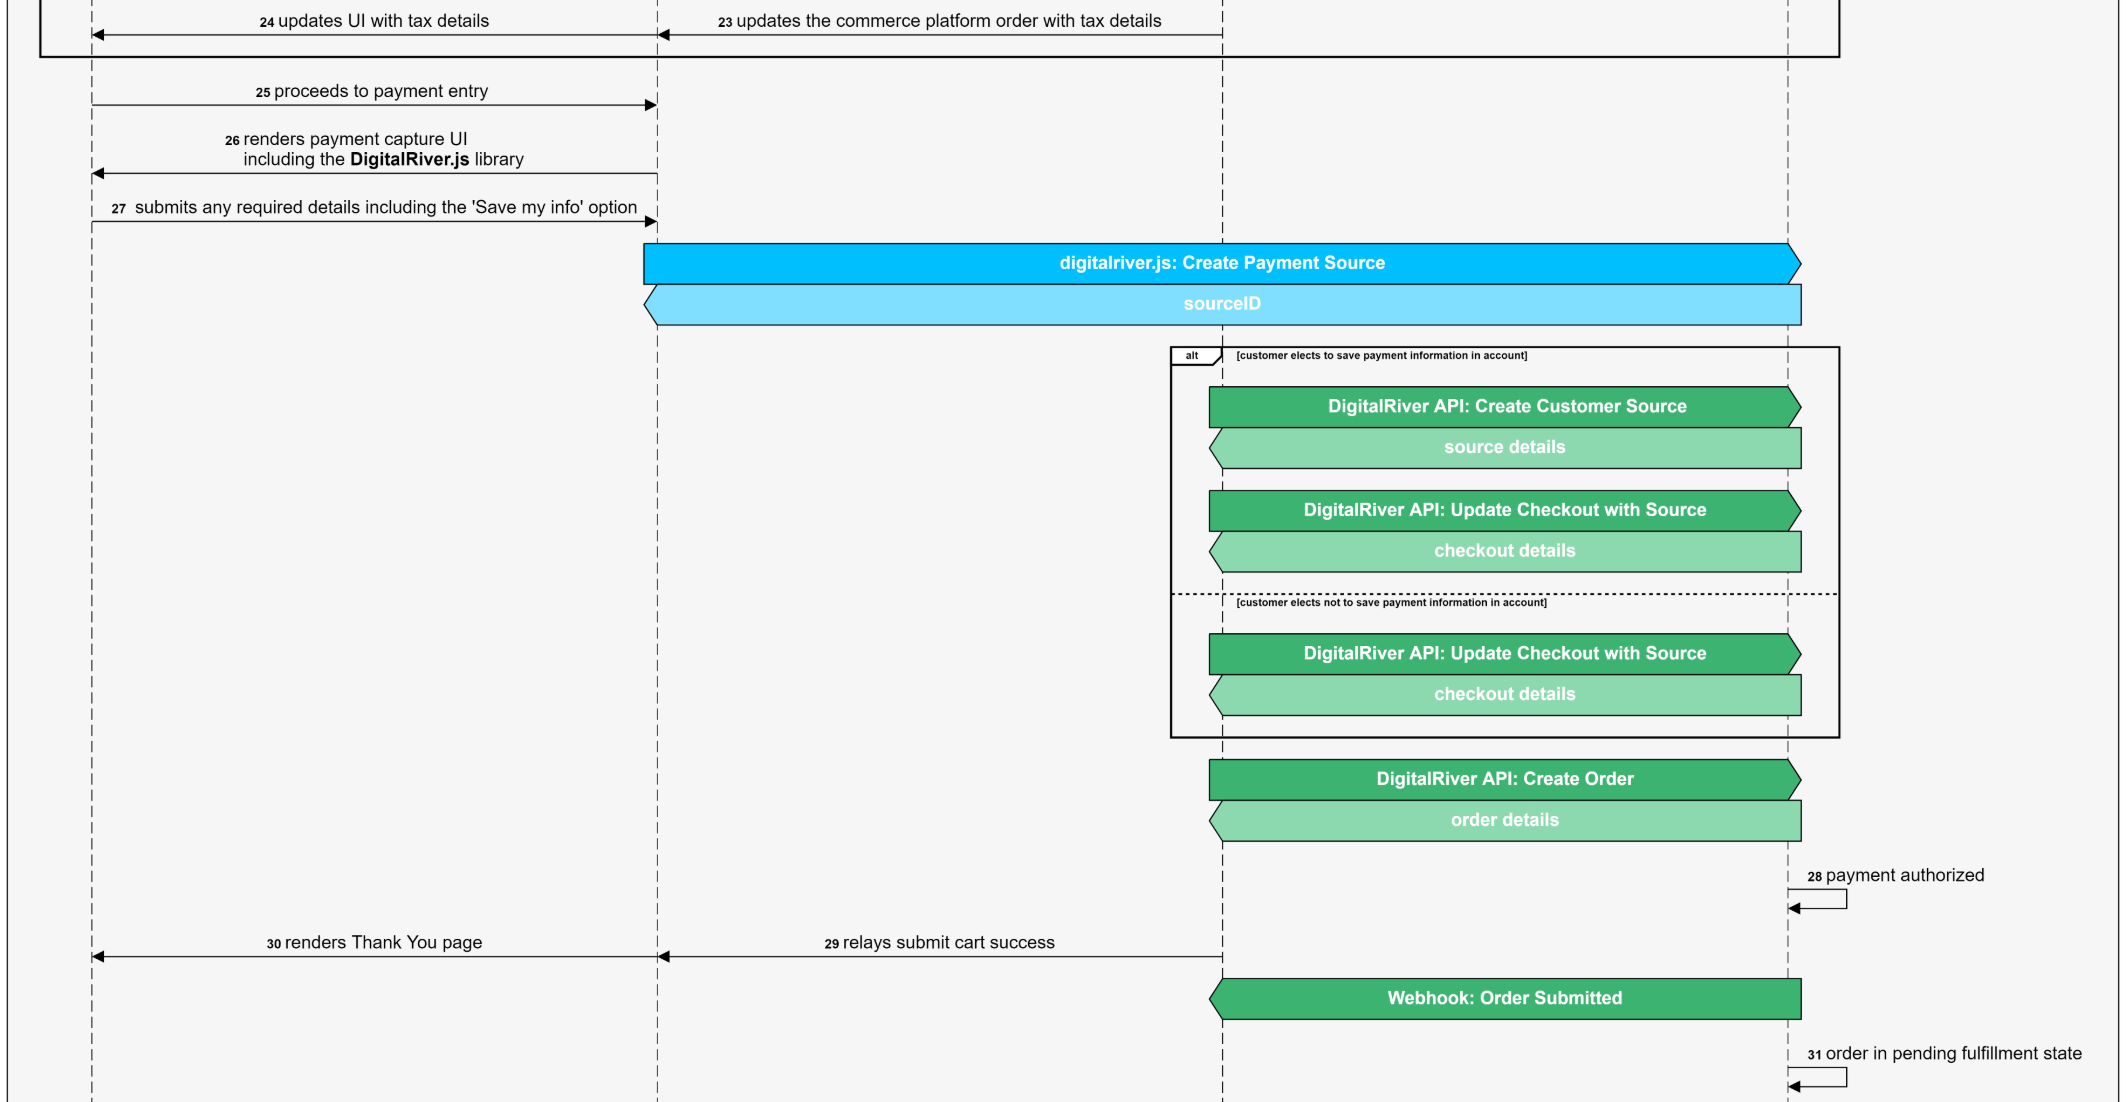 24 updates UI with tax details
23 updates the commerce platform order with tax details
25 proceeds to payment entry
26 renders payment capture UI
including the DigitalRiver.js library
27 submits any required details including the 'Save my info' option
digitalriver.js: Create Payment Source
sourceID
alt [customer elects to save payment information in account]
DigitalRiver API: Create Customer Source
source details
DigitalRiver API: Update Checkout with Source
checkout details
[customer elects not to save payment information in account]
DigitalRiver API: Update Checkout with Source
checkout details
DigitalRiver API: Create Order
order details
28 payment authorized
30 renders Thank You page
29 relays submit cart success
Webhook: Order Submitted
31 order in pending fulfillment state